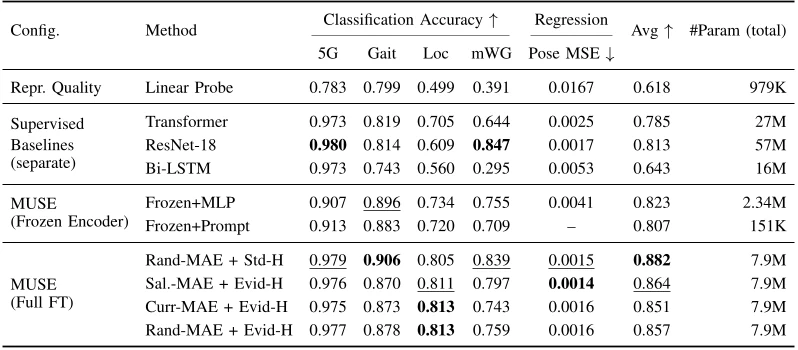 Config. Method Classification Accuracy ↑ Regression Avg ↑ #Param (total)
5G Gait Loc mWG Pose MSE ↓
Repr. Quality Linear Probe 0.783 0.799 0.499 0.391 0.0167 0.618 979K
Supervised Transformer 0.973 0.819 0.705 0.644 0.0025 0.785 27M
Baselines ResNet-18 0.980 0.814 0.609 0.847 0.0017 0.813 57M
(separate) Bi-LSTM 0.973 0.743 0.560 0.295 0.0053 0.643 16M
MUSE Frozen+MLP 0.907 0.896 0.734 0.755 0.0041 0.823 2.34M
(Frozen Encoder) Frozen+Prompt 0.913 0.883 0.720 0.709 – 0.807 151K
Rand-MAE + Std-H 0.979 0.906 0.805 0.839 0.0015 0.882 7.9M
MUSE Sal.-MAE + Evid-H 0.976 0.870 0.811 0.797 0.0014 0.864 7.9M
(Full FT) Curr-MAE + Evid-H 0.975 0.873 0.813 0.743 0.0016 0.851 7.9M
Rand-MAE + Evid-H 0.977 0.878 0.813 0.759 0.0016 0.857 7.9M